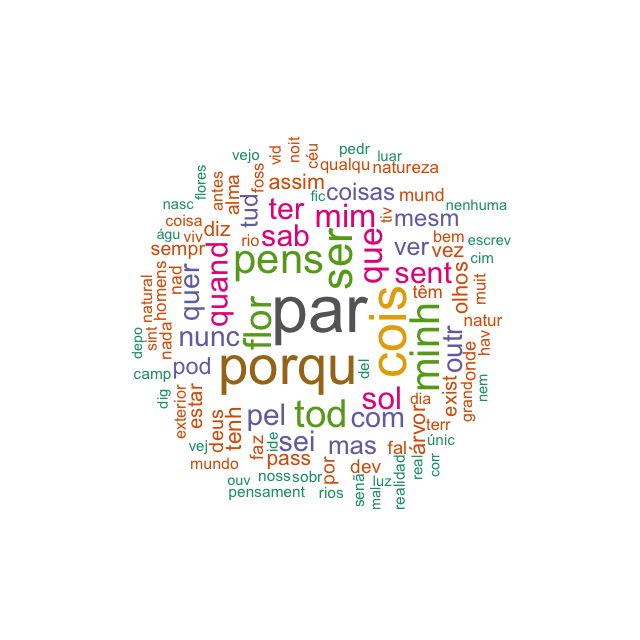 par
porqu
cois
pens
ser
minh
tod
flor
mim
ter
sab
que
sent
quand
sol
coisas
mesm
ver
tud
quer
nunc
pod
pel
sei
mas
com
outr
assim
alma
diz
sempr
mund
vez
bem
olhos
têm
árvor
exist
onde
grand
natur
hav
muit
natureza
qualqu
céu
noit
vid
foss
antes
coisa
viv
rio
nad
homens
natural
sint
nada
estar
exterior
deus
tenh
faz
pass
por
dev
fal
dia
terr
mundo
tiv
pedr
luar
vejo
flores
nasc
águ
fic
nenhuma
escrev
cim
nem
únic
corr
real
realidad
luz
mal
senã
rios
sobr
noss
pensament
ouv
ide
vej
dig
camp
depo
del